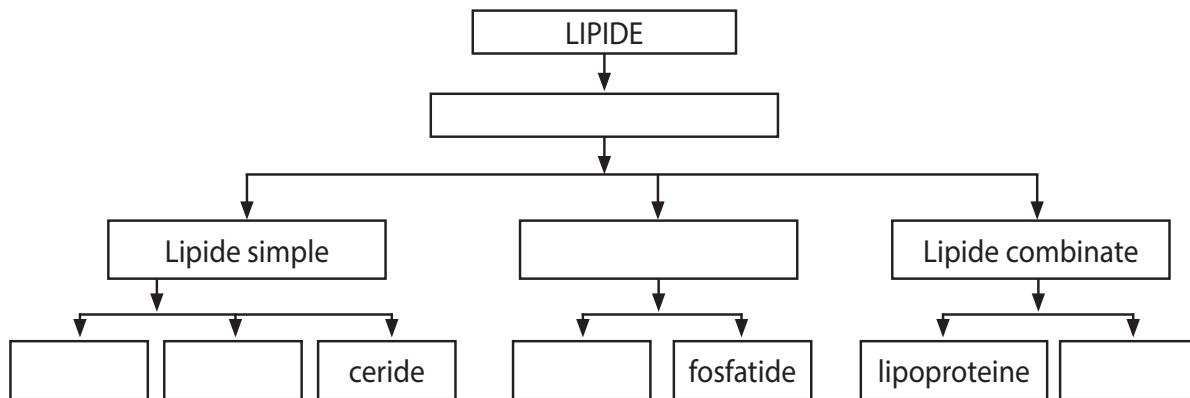 LIPIDE
Lipide simple
Lipide combinate
ceride
fosfatide
lipoproteine